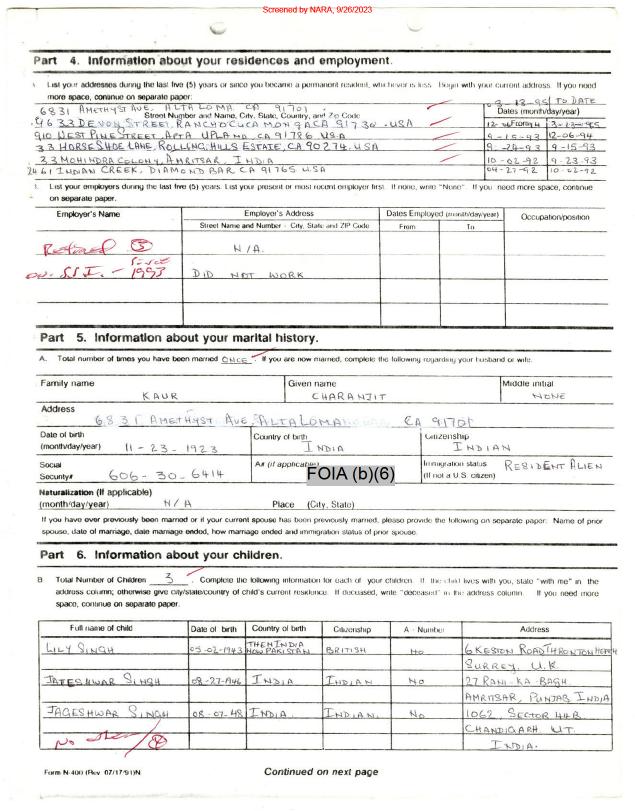 Screened by NARA, 9/26/2023
Part 4. Information about your residences and employment.
List your addresses during the last five (5) years or since you became a permanent resident, whichever is less. Begin with your current address. If you need
more space, continue on separate paper:
6831 AMETHYST AVE. ALTA LOMA. CA 91701. 3-13-95 TO DATE
Street Number and Name, City, State, Country, and Zip Code Dates (month/day/year)
9633 DEVON STREET, RANCHO CUCAMONGA CA 91730. USA 3-13-95
910 WEST PINE STREET, APTA UPLAND, CA 91786 USA 9-15-93 12-06-94
33 HORSESHOE LANE, ROLLING HILLS ESTATE, CA 90274. USA 9-24-93 9-15-93
33 MOHINDRA COLONY, AMRITSAR, INDIA 10-02-92 9-23-93
2461 INDIAN CREEK, DIAMOND BAR CA 91765 USA 04-27-92 10-02-92
List your employers during the last five (5) years. List your present or most recent employer first. If none, write "None". If you need more space, continue
on separate paper.
Employer's Name Employer's Address Dates Employed (month/day/year) Occupation/position
Street Name and Number - City, State and ZIP Code From To
Retired 5 N/A.
since
on. SSI. - 1993 DID NOT WORK
Part 5. Information about your marital history.
A. Total number of times you have been married ONCE. If you are now married, complete the following regarding your husband or wife.
Family name Given name Middle initial
KAUR CHARANJIT NONE
Address
6831 AMETHYST AVE, ALTA LOMA CA 91701
Date of birth Country of birth Citizenship
(month/day/year) 11-23-1923 INDIA INDIAN
Social A# (if applicable) Immigration status RESIDENT ALIEN
Security# 606-30-6414 FOIA (b)(6) (If not a U.S. citizen)
Naturalization (If applicable)
(month/day/year) N/A Place (City, State)
If you have ever previously been married or if your current spouse has been previously married, please provide the following on separate paper: Name of prior
spouse, date of marriage, date marriage ended, how marriage ended and immigration status of prior spouse.
Part 6. Information about your children.
B Total Number of Children 3. Complete the following information for each of your children. If the child lives with you, state "with me" in the
address column; otherwise give city/state/country of child's current residence. If deceased, write "deceased" in the address column. If you need more
space, continue on separate paper.
Full name of child Date of birth Country of birth Citizenship A - Number Address
LILY SINGH 05-02-1943 THEN INDIA NOW PAKISTAN BRITISH NO 6 KESTON ROAD THRONTON HEATH
SURREY, U.K.
JATESHWAR SINGH 08-27-1946 INDIA INDIAN NO 27 RANI-KA-BAGH.
AMRITSAR, PUNJAB INDIA
JAGESHWAR SINGH 08-07-48 INDIA. INDIAN. NO 1062, SECTOR 44B.
CHANDIGARH UT.
No INDIA.
Form N-400 (Rev 07/17/91)N Continued on next page